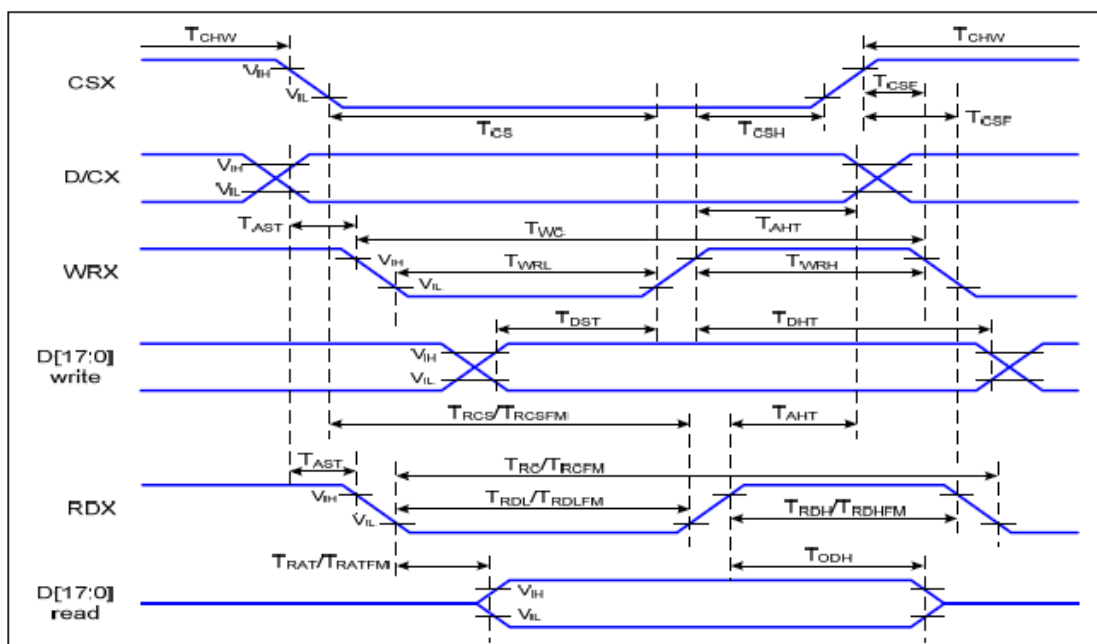 TCHW TCHW
CSX VIH
VIL
TCSF
TCS TCSH TCSF
D/CX VIH
VIL
TAST TWC TAHT
WRX VIH TWRL TWRH
VIL
TDST TDHT
D[17:0] VIH
write VIL
TRCS/TRCSFM TAHT
TAST TRC/TRCFM
RDX VIH TRDL/TRDLFM TRDH/TRDHFM
VIL
TRAT/TRATFM TODH
D[17:0] VIH
read VIL